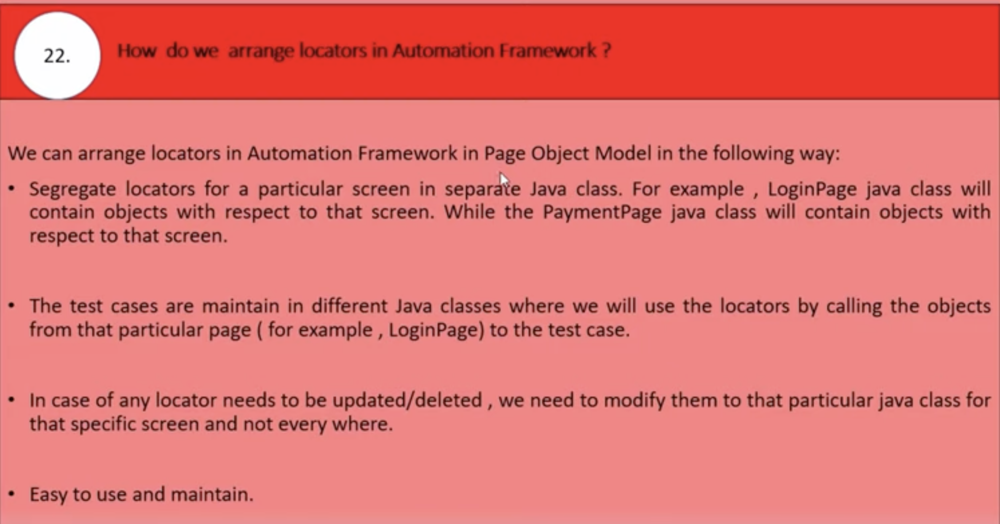 22.
How do we arrange locators in Automation Framework ?
We can arrange locators in Automation Framework in Page Object Model in the following way:
• Segregate locators for a particular screen in separate Java class. For example , LoginPage java class will
contain objects with respect to that screen. While the PaymentPage java class will contain objects with
respect to that screen.
• The test cases are maintain in different Java classes where we will use the locators by calling the objects
from that particular page ( for example , LoginPage) to the test case.
• In case of any locator needs to be updated/deleted , we need to modify them to that particular java class for
that specific screen and not every where.
• Easy to use and maintain.